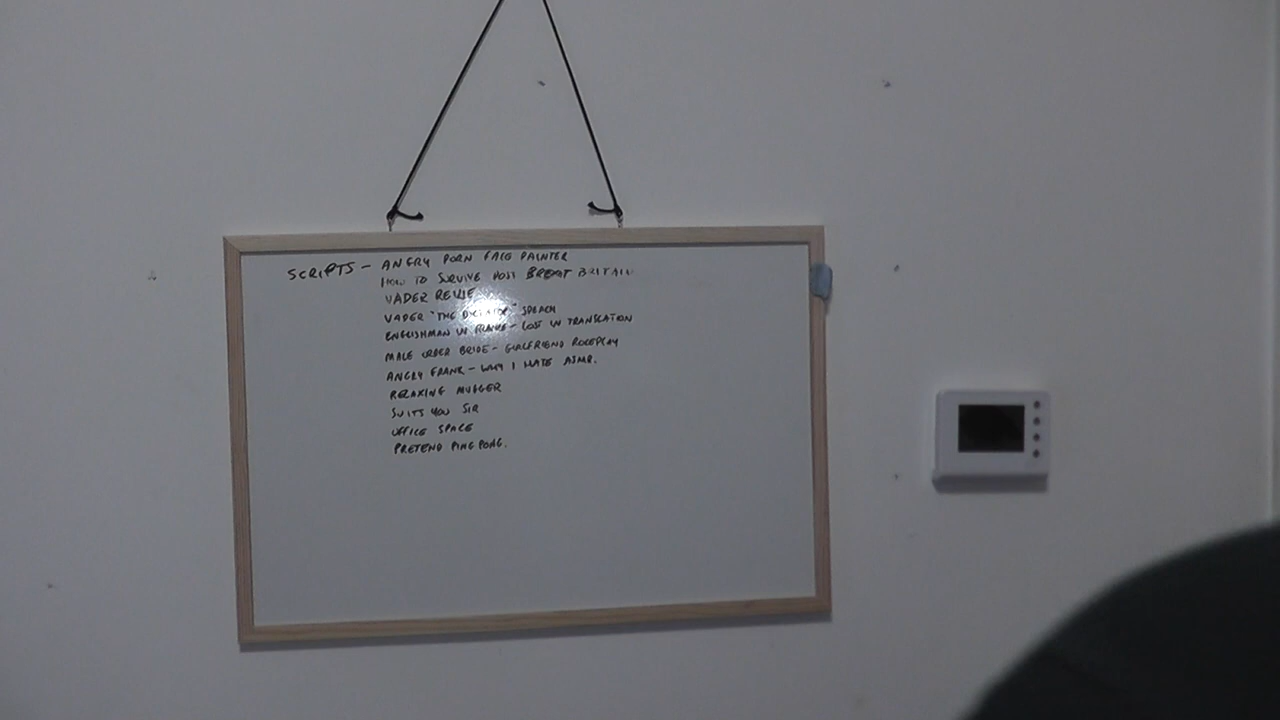 SCRIPTS - ANGRY PORN FACE PAINTER
HOW TO SURVIVE POST BREXIT BRITAIN
VADER REVIE
VADER "THE DICTATOR" SPEACH
ENGLISHMAN IN FRANCE - LOST IN TRANSLATION
MALE ORDER BRIDE - GIRLFRIEND ROLEPLAY
ANGRY FRANK - WHY I HATE ASMR.
RELAXING MUGGER
SUITS YOU SIR
OFFICE SPACE
PRETEND PING PONG.